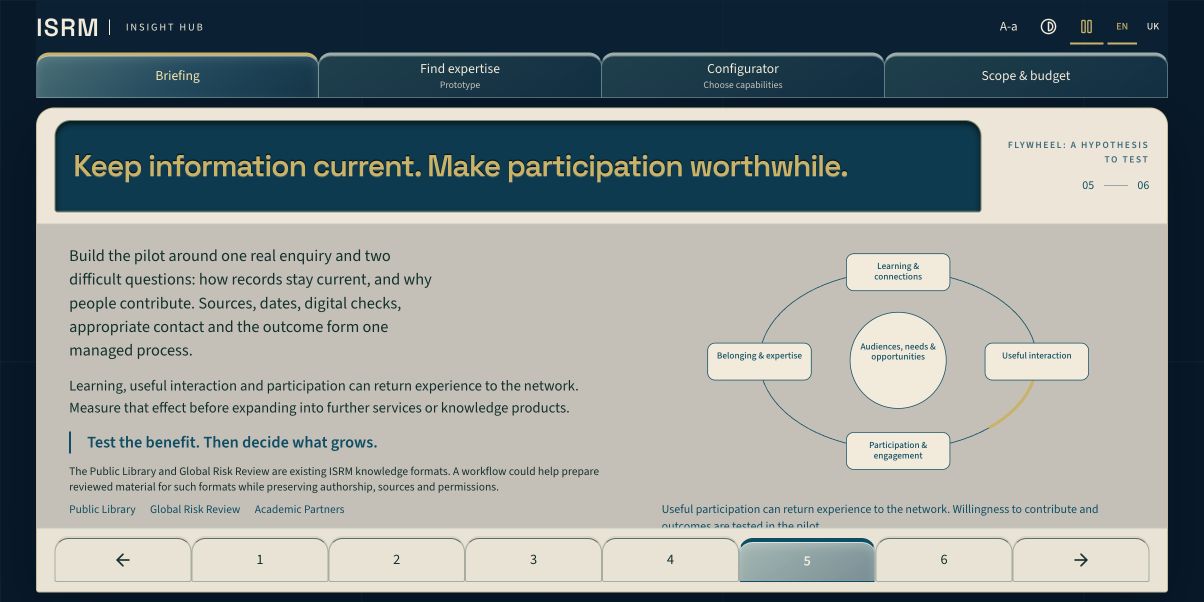 ISRM
INSIGHT HUB
A-a
EN
UK
Briefing
Find expertise
Prototype
Configurator
Choose capabilities
Scope & budget
Keep information current. Make participation worthwhile.
FLYWHEEL: A HYPOTHESIS
TO TEST
05
06
Build the pilot around one real enquiry and two
difficult questions: how records stay current, and why
people contribute. Sources, dates, digital checks,
appropriate contact and the outcome form one
managed process.
Learning, useful interaction and participation can return experience to the network.
Measure that effect before expanding into further services or knowledge products.
Test the benefit. Then decide what grows.
The Public Library and Global Risk Review are existing ISRM knowledge formats. A workflow could help prepare
reviewed material for such formats while preserving authorship, sources and permissions.
Public Library
Global Risk Review
Academic Partners
Learning &
connections
Belonging & expertise
Audiences, needs &
opportunities
Useful interaction
Participation &
engagement
Useful participation can return experience to the network. Willingness to contribute and
outcomes are tested in the pilot.
1
2
3
4
5
6